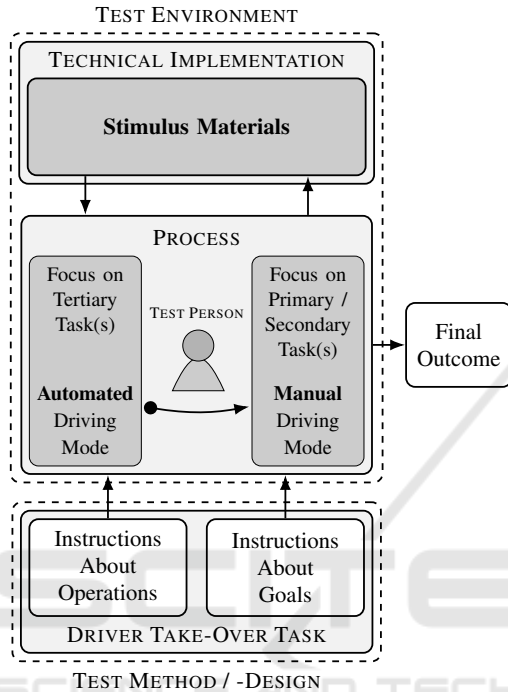 TEST ENVIRONMENT
TECHNICAL IMPLEMENTATION
Stimulus Materials
PROCESS
Focus on
Tertiary
Task(s)
Automated
Driving
Mode
TEST PERSON
Focus on
Primary /
Secondary
Task(s)
Manual
Driving
Mode
Final
Outcome
Instructions
About
Operations
Instructions
About
Goals
DRIVER TAKE-OVER TASK
TEST METHOD / -DESIGN